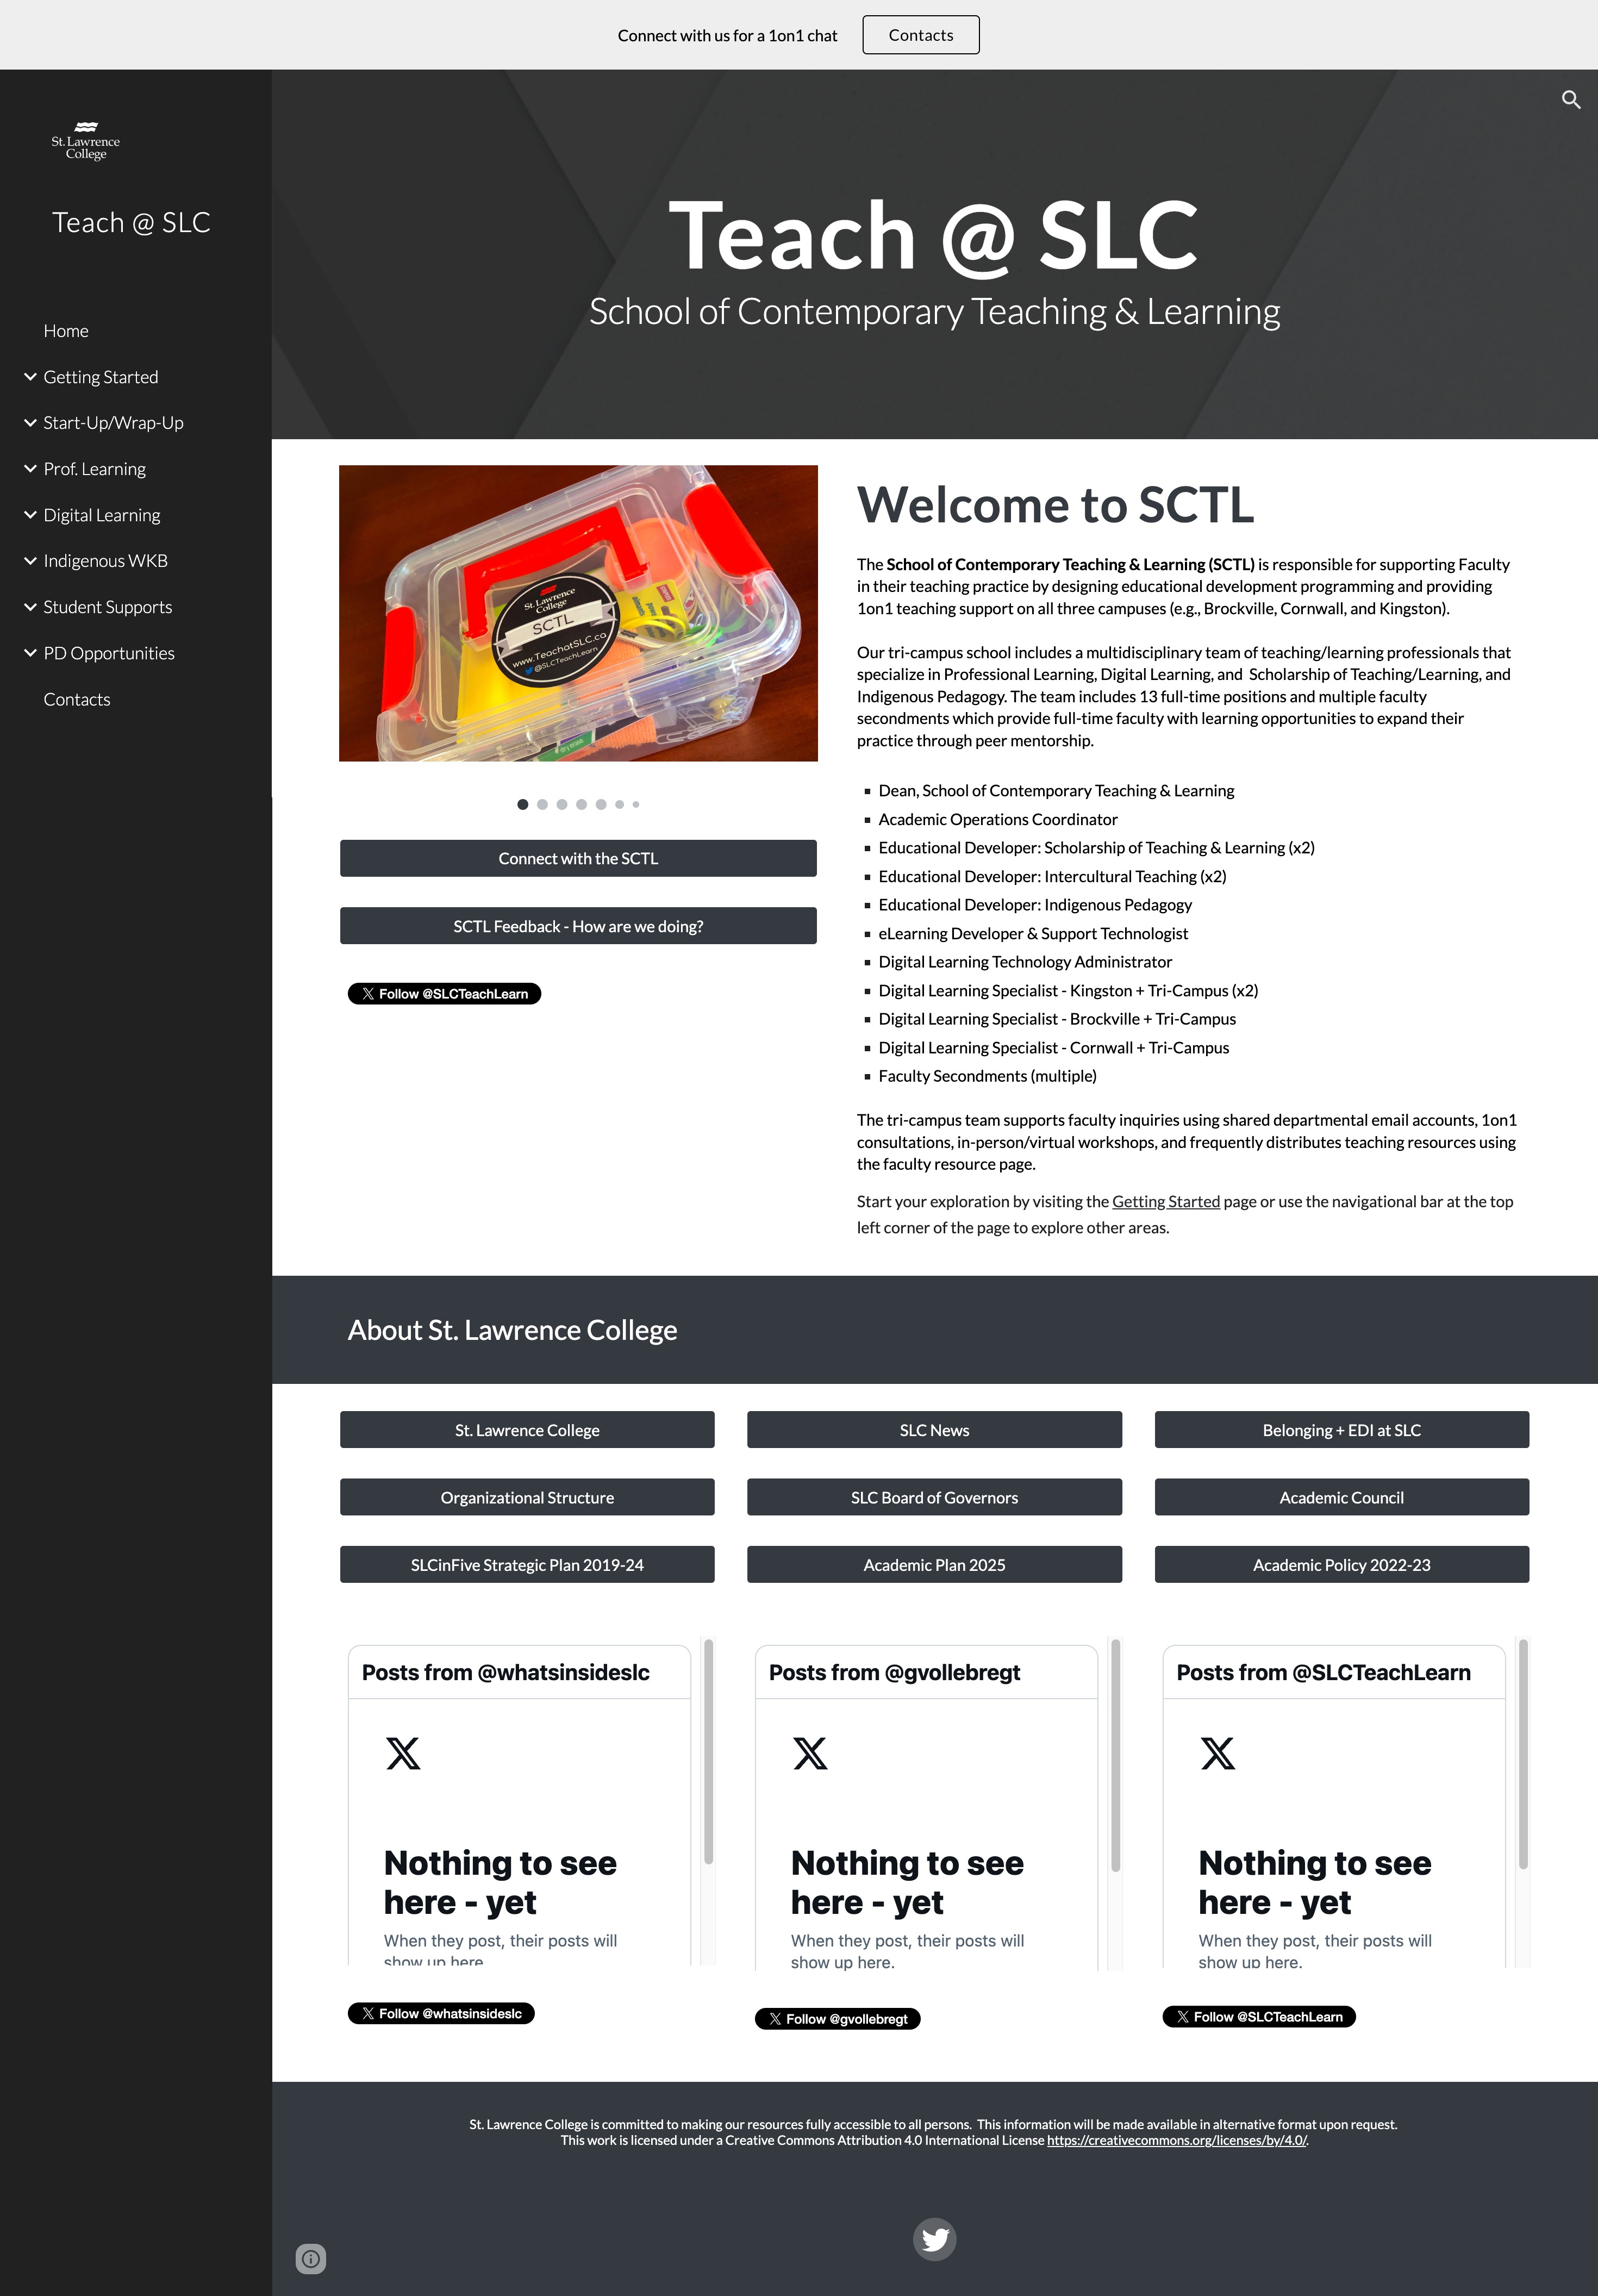 Connect with us for a 1on1 chat
Contacts
St. Lawrence
College
Teach @ SLC
Home
Getting Started
Start-Up/Wrap-Up
Prof. Learning
Digital Learning
Indigenous WKB
Student Supports
PD Opportunities
Contacts
Teach @ SLC
School of Contemporary Teaching & Learning
St. Lawrence
College
SCTL
www.TeachatSLC.ca
@SLCTeachLearn
dry erase
Connect with the SCTL
SCTL Feedback - How are we doing?
Follow @SLCTeachLearn
Welcome to SCTL
The School of Contemporary Teaching & Learning (SCTL) is responsible for supporting Faculty
in their teaching practice by designing educational development programming and providing
1on1 teaching support on all three campuses (e.g., Brockville, Cornwall, and Kingston).
Our tri-campus school includes a multidisciplinary team of teaching/learning professionals that
specialize in Professional Learning, Digital Learning, and  Scholarship of Teaching/Learning, and
Indigenous Pedagogy. The team includes 13 full-time positions and multiple faculty
secondments which provide full-time faculty with learning opportunities to expand their
practice through peer mentorship.
Dean, School of Contemporary Teaching & Learning
Academic Operations Coordinator
Educational Developer: Scholarship of Teaching & Learning (x2)
Educational Developer: Intercultural Teaching (x2)
Educational Developer: Indigenous Pedagogy
eLearning Developer & Support Technologist
Digital Learning Technology Administrator
Digital Learning Specialist - Kingston + Tri-Campus (x2)
Digital Learning Specialist - Brockville + Tri-Campus
Digital Learning Specialist - Cornwall + Tri-Campus
Faculty Secondments (multiple)
The tri-campus team supports faculty inquiries using shared departmental email accounts, 1on1
consultations, in-person/virtual workshops, and frequently distributes teaching resources using
the faculty resource page.
Start your exploration by visiting the Getting Started page or use the navigational bar at the top
left corner of the page to explore other areas.
About St. Lawrence College
St. Lawrence College
SLC News
Belonging + EDI at SLC
Organizational Structure
SLC Board of Governors
Academic Council
SLCinFive Strategic Plan 2019-24
Academic Plan 2025
Academic Policy 2022-23
Posts from @whatsinsideslc
Nothing to see
here - yet
When they post, their posts will
show up here.
Follow @whatsinsideslc
Posts from @gvollebregt
Nothing to see
here - yet
When they post, their posts will
show up here.
Follow @gvollebregt
Posts from @SLCTeachLearn
Nothing to see
here - yet
When they post, their posts will
show up here.
Follow @SLCTeachLearn
St. Lawrence College is committed to making our resources fully accessible to all persons.  This information will be made available in alternative format upon request.
This work is licensed under a Creative Commons Attribution 4.0 International License https://creativecommons.org/licenses/by/4.0/.